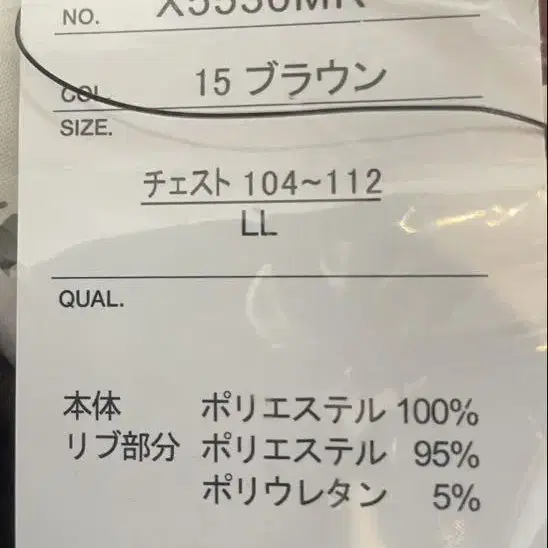 NO. X5530MK
COL. 15 ブラウン
SIZE.
チェスト 104~112
LL
QUAL.
本体 ポリエステル 100%
リブ部分 ポリエステル 95%
ポリウレタン 5%